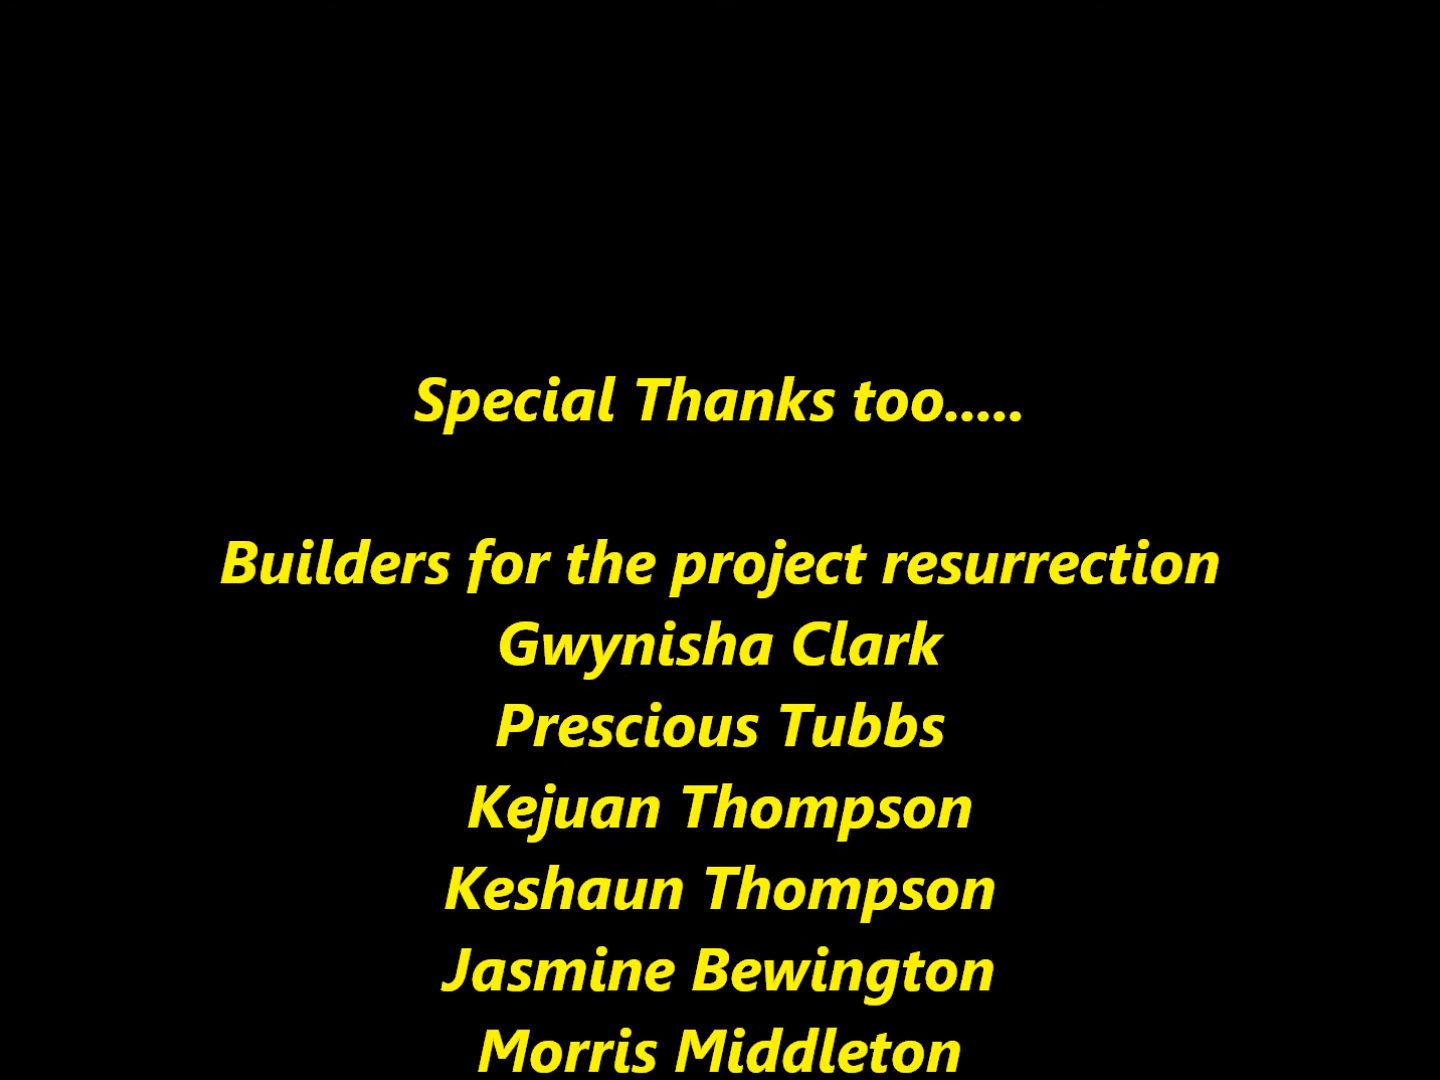 Special Thanks too.....
Builders for the project resurrection
Gwynisha Clark
Prescious Tubbs
Kejuan Thompson
Keshaun Thompson
Jasmine Bewington
Morris Middleton